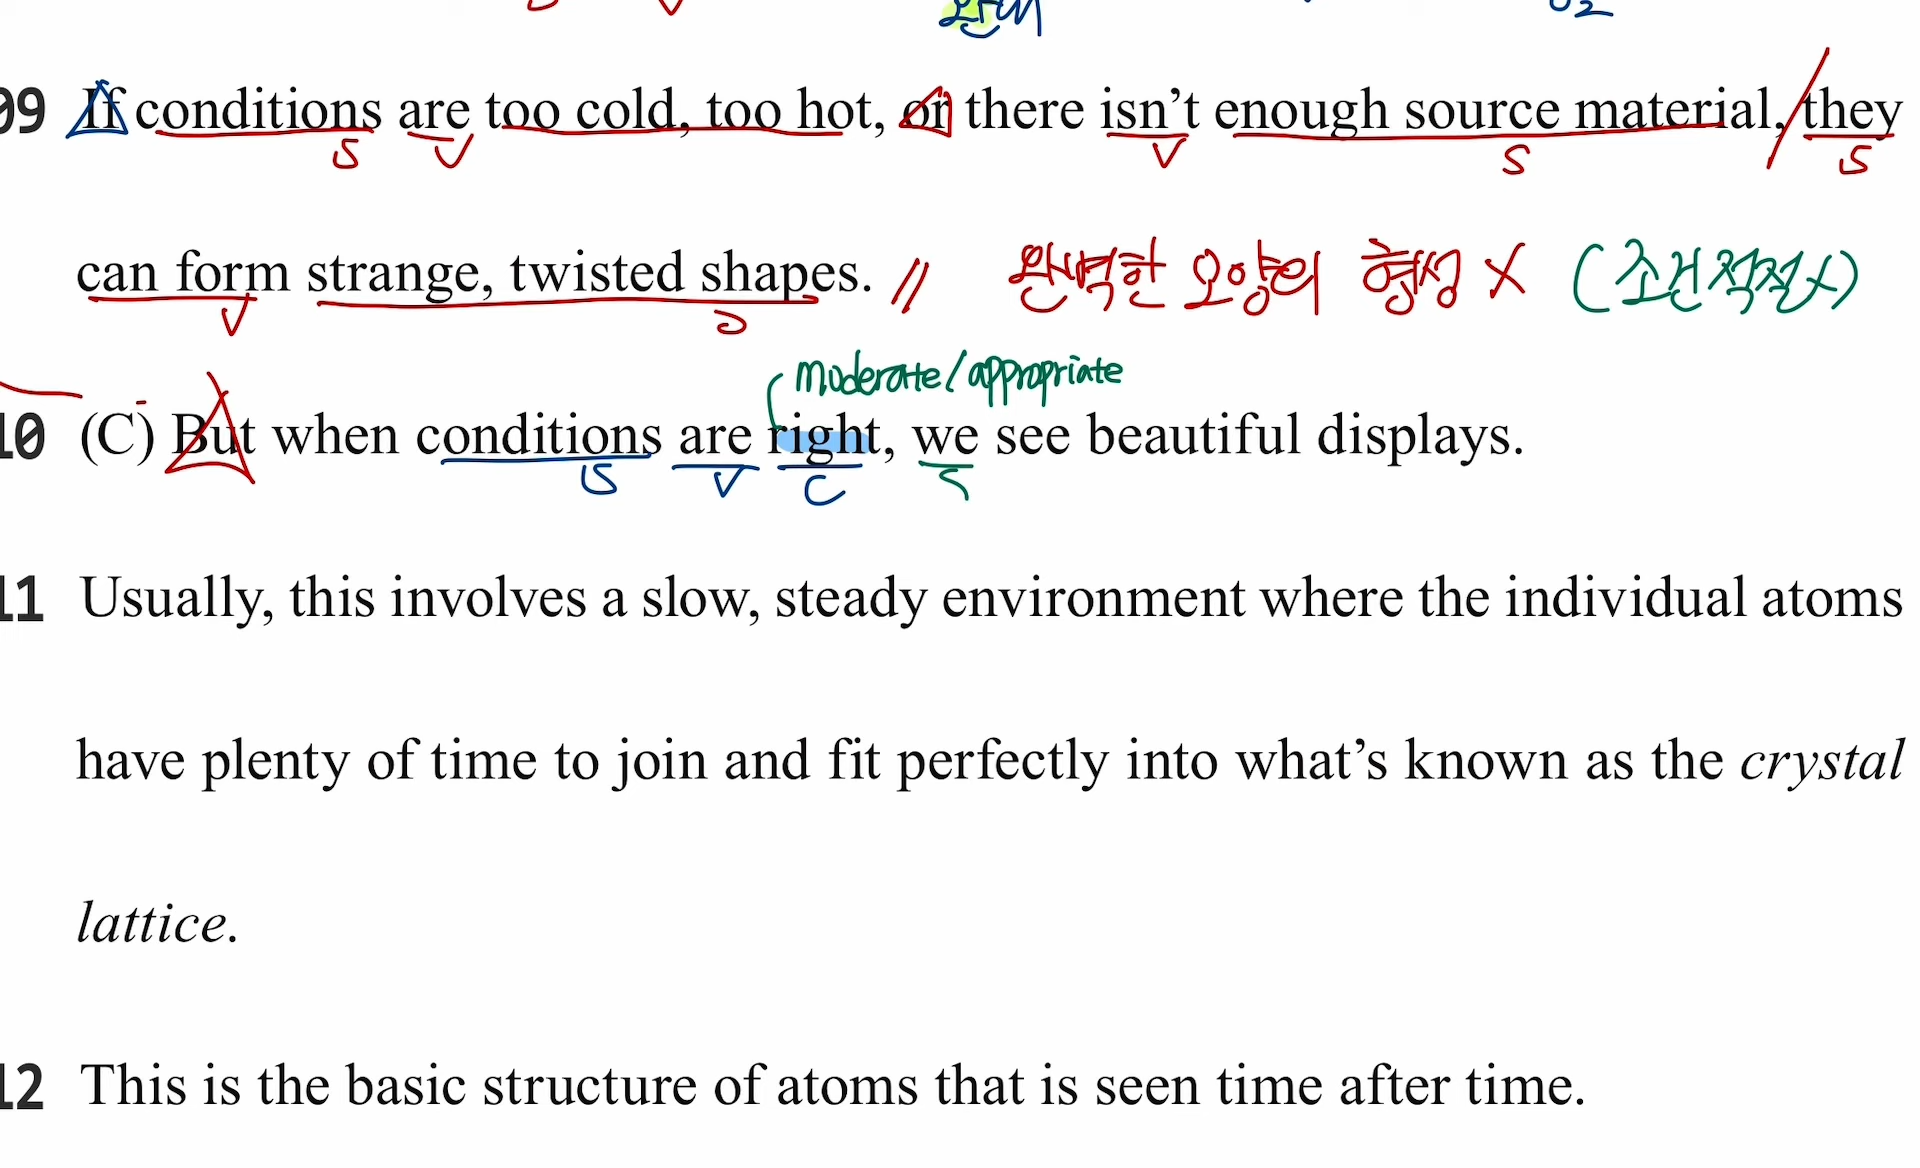 09 If conditions are too cold, too hot, or there isn't enough source material, they
S V V S S
can form strange, twisted shapes. // 완벽한 모양의 형성 X (조건 적절X)
V O
moderate/appropriate
10 (C) But when conditions are right, we see beautiful displays.
S V C S
11 Usually, this involves a slow, steady environment where the individual atoms
have plenty of time to join and fit perfectly into what's known as the crystal
lattice.
12 This is the basic structure of atoms that is seen time after time.